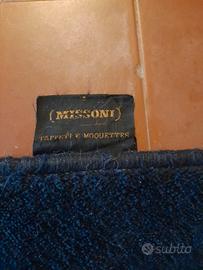 (MISSONI)
TAPPETI E MOQUETTES
subito